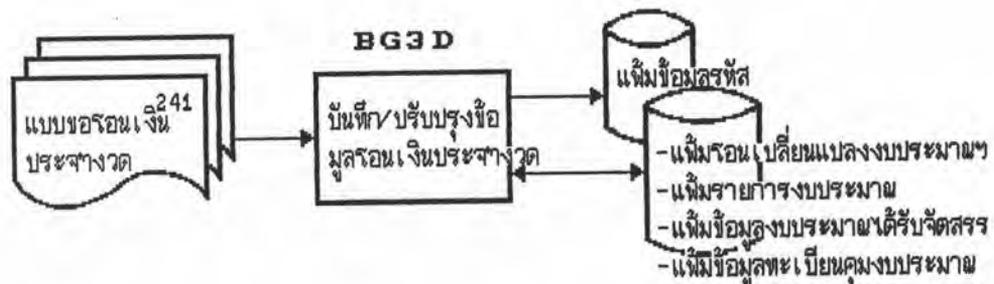 BG3D
แบบขอโอนเงิน241
ประจำงวด
บันทึก/ปรับปรุงข้อ
มูลโอนเงินประจำงวด
แฟ้มข้อมูลรหัส
-แฟ้มโอนเปลี่ยนแปลงงบประมาณฯ
-แฟ้มรายการงบประมาณ
-แฟ้มข้อมูลงบประมาณได้รับจัดสรร
-แฟ้มข้อมูลทะเบียนคุมงบประมาณ